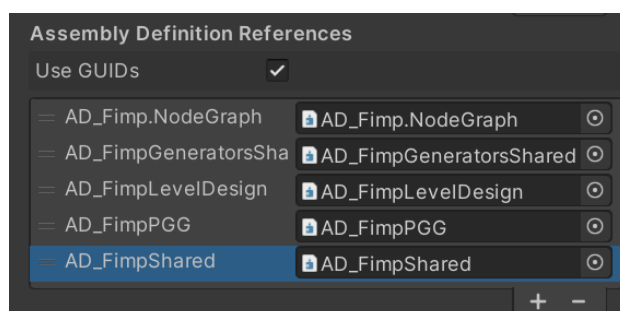 Assembly Definition References
Use GUIDs
AD_Fimp.NodeGraph AD_Fimp.NodeGraph
AD_FimpGeneratorsSha AD_FimpGeneratorsShared
AD_FimpLevelDesign AD_FimpLevelDesign
AD_FimpPGG AD_FimpPGG
AD_FimpShared AD_FimpShared
+ −